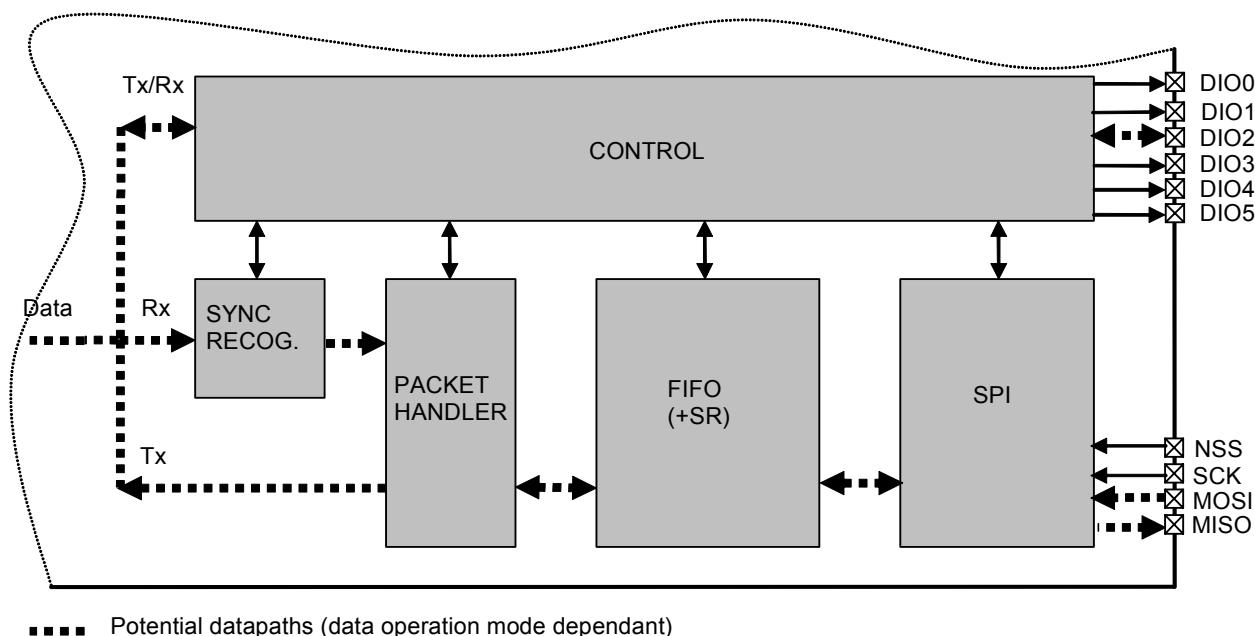 Tx/Rx
CONTROL
DIO0
DIO1
DIO2
DIO3
DIO4
DIO5
Data
Rx
SYNC
RECOG.
PACKET
HANDLER
FIFO
(+SR)
SPI
Tx
NSS
SCK
MOSI
MISO
Potential datapaths (data operation mode dependant)